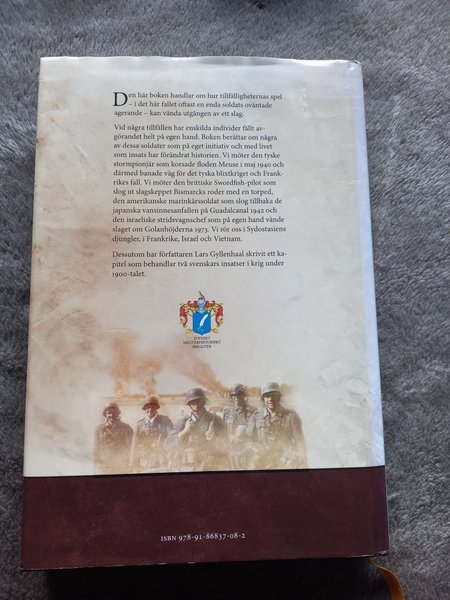 Den här boken handlar om hur tillfälligheternas spel
– i det här fallet oftast en enda soldats oväntade
agerande – kan vända utgången av ett slag.
Vid några tillfällen har enskilda individer fällt av-
görandet helt på egen hand. Boken berättar om några
av dessa soldater som på eget initiativ och med livet
som insats har förändrat historien. Vi möter den tyske
stormpionjär som korsade floden Meuse i maj 1940 och
därmed banade väg för det tyska blixtkriget och Frank-
rikes fall. Vi möter den brittiske Swordfish-pilot som
slog ut slagskeppet Bismarcks roder med en torped,
den amerikanske marinkårssoldat som slog tillbaka de
japanska vansinnesanfallen på Guadalcanal 1942 och
den israeliske stridsvagnschef som på egen hand vände
slaget om Golanhöjderna 1973. Vi rör oss i Sydostasiens
djungler, i Frankrike, Israel och Vietnam.
Dessutom har författaren Lars Gyllenhaal skrivit ett ka-
pitel som behandlar två svenskars insatser i krig under
1900-talet.
SVENSKT
MILITÄRHISTORISKT
BIBLIOTEK
ISBN 978-91-86837-08-2